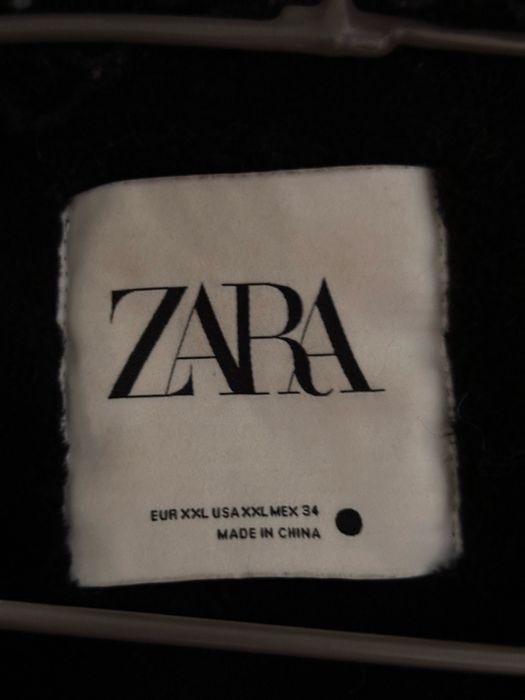 ZARA
EUR XXL USA XXL MEX 34
MADE IN CHINA